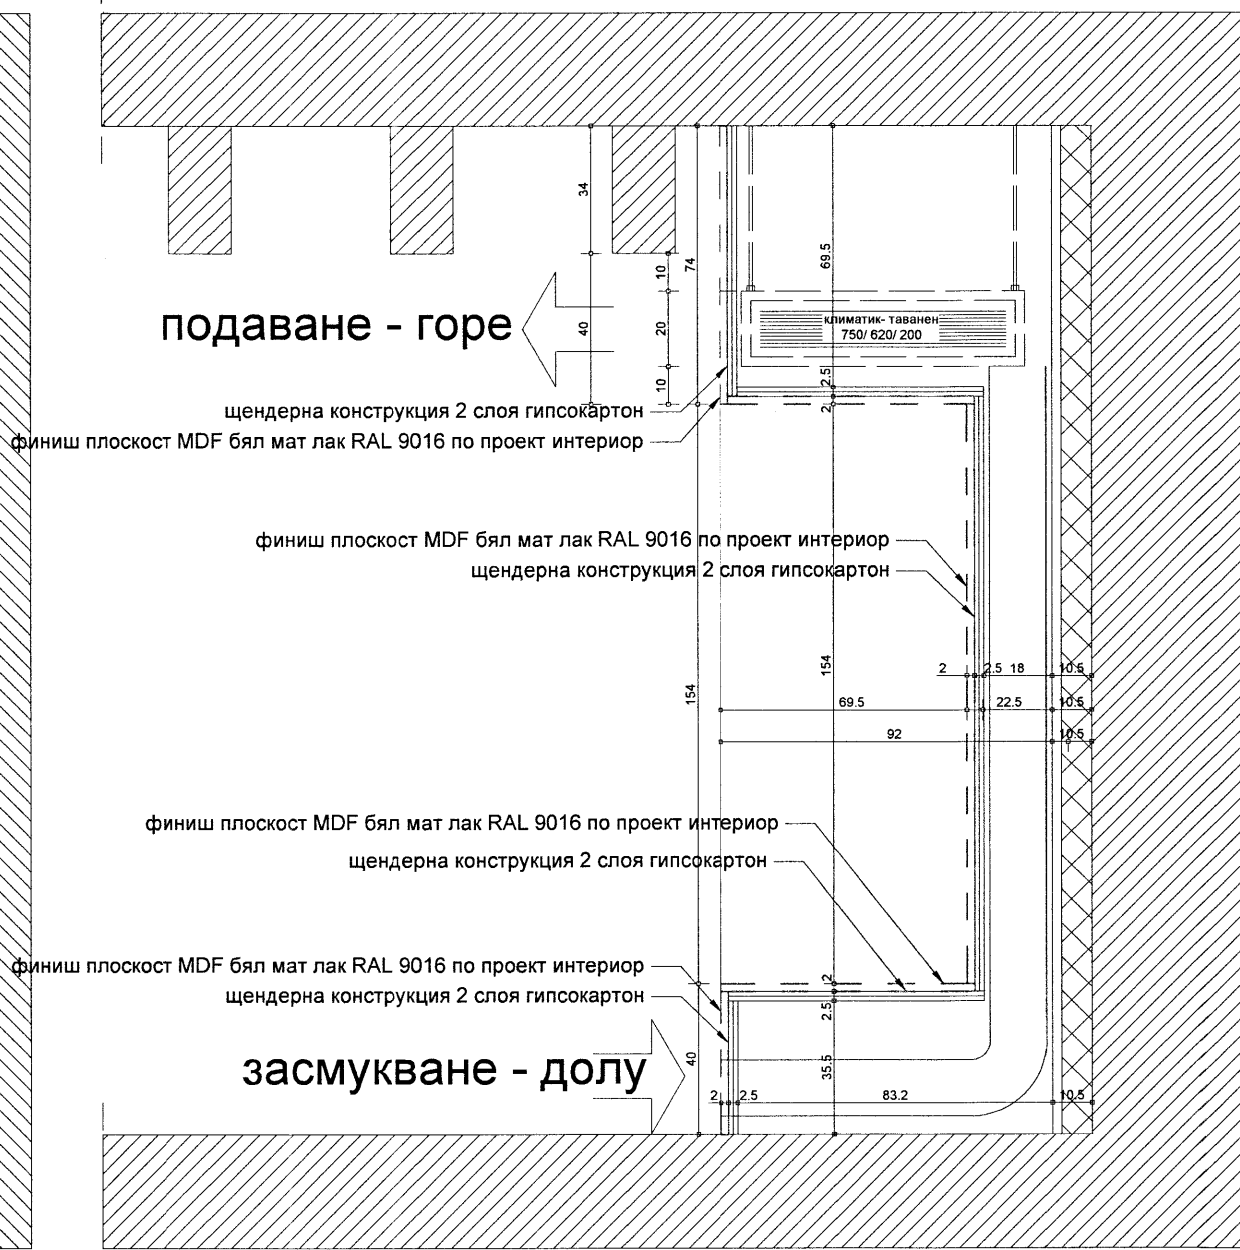 34
74
69.5
10
климатик- таванен
750/ 620/ 200
подаване - горе
40
20
10
2.5
2
щендерна конструкция 2 слоя гипсокартон
финиш плоскост MDF бял мат лак RAL 9016 по проект интериор
финиш плоскост MDF бял мат лак RAL 9016 по проект интериор
щендерна конструкция 2 слоя гипсокартон
154
154
2 2.5 18 10.5
69.5 22.5 10.5
92 10.5
финиш плоскост MDF бял мат лак RAL 9016 по проект интериор
щендерна конструкция 2 слоя гипсокартон
финиш плоскост MDF бял мат лак RAL 9016 по проект интериор
2
щендерна конструкция 2 слоя гипсокартон
2.5
засмукване - долу
40
35.5
2 2.5 83.2 10.5